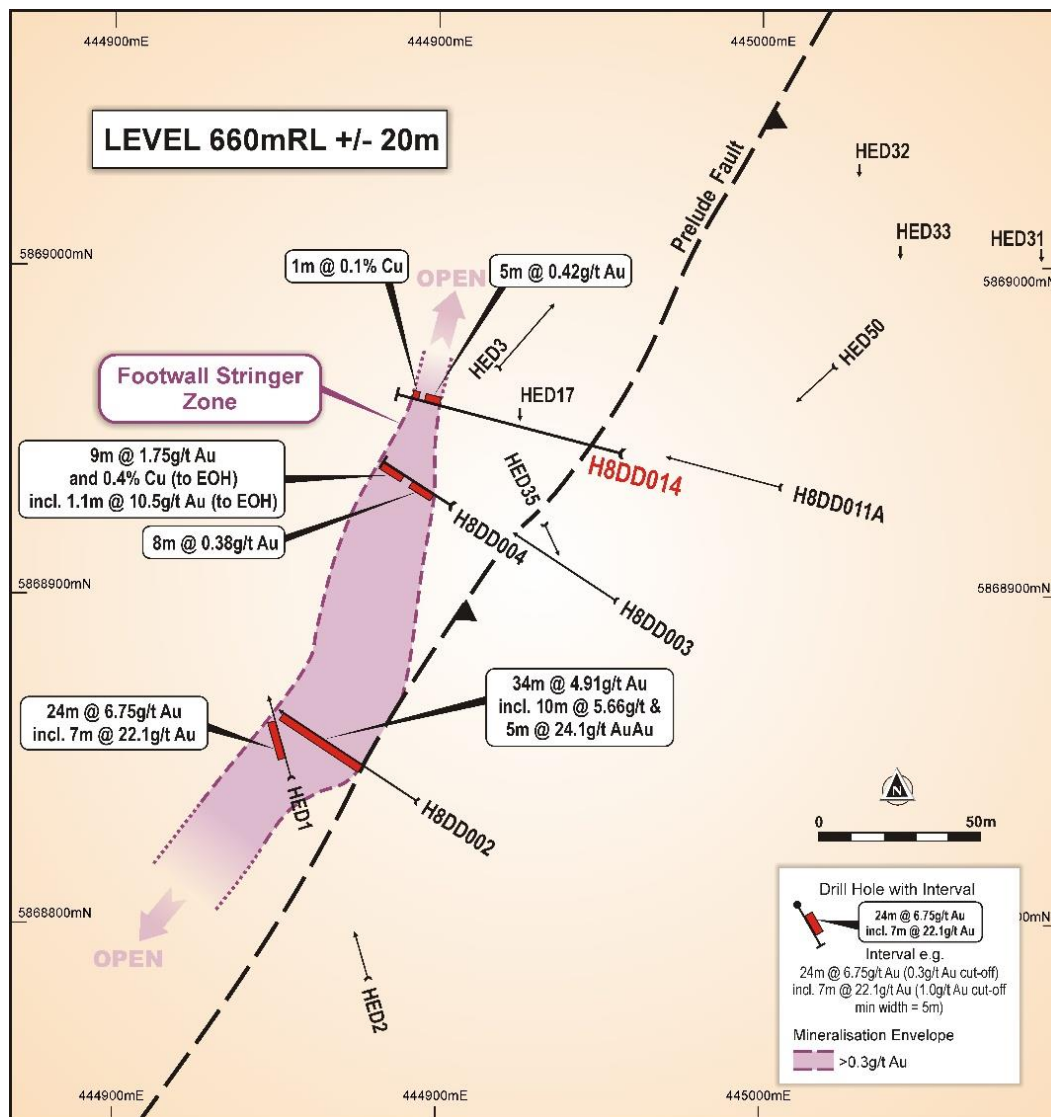 444900mE
444900mE
445000mE
LEVEL 660mRL +/- 20m
Prelude Fault
HED32
HED33
HED31
5869000mN
5869000mN
1m @ 0.1% Cu
OPEN
5m @ 0.42g/t Au
HED3
HED50
Footwall Stringer
Zone
HED17
9m @ 1.75g/t Au
and 0.4% Cu (to EOH)
incl. 1.1m @ 10.5g/t Au (to EOH)
H8DD014
HED35
H8DD011A
8m @ 0.38g/t Au
H8DD004
5868900mN
5868900mN
H8DD003
24m @ 6.75g/t Au
incl. 7m @ 22.1g/t Au
34m @ 4.91g/t Au
incl. 10m @ 5.66g/t &
5m @ 24.1g/t AuAu
HED1
H8DD002
N
0
50m
5868800mN
OPEN
HED2
Drill Hole with Interval
24m @ 6.75g/t Au
incl. 7m @ 22.1g/t Au
Interval e.g.
24m @ 6.75g/t Au (0.3g/t Au cut-off)
incl. 7m @ 22.1g/t Au (1.0g/t Au cut-off
min width = 5m)
Mineralisation Envelope
>0.3g/t Au
444900mE
444900mE
445000mE